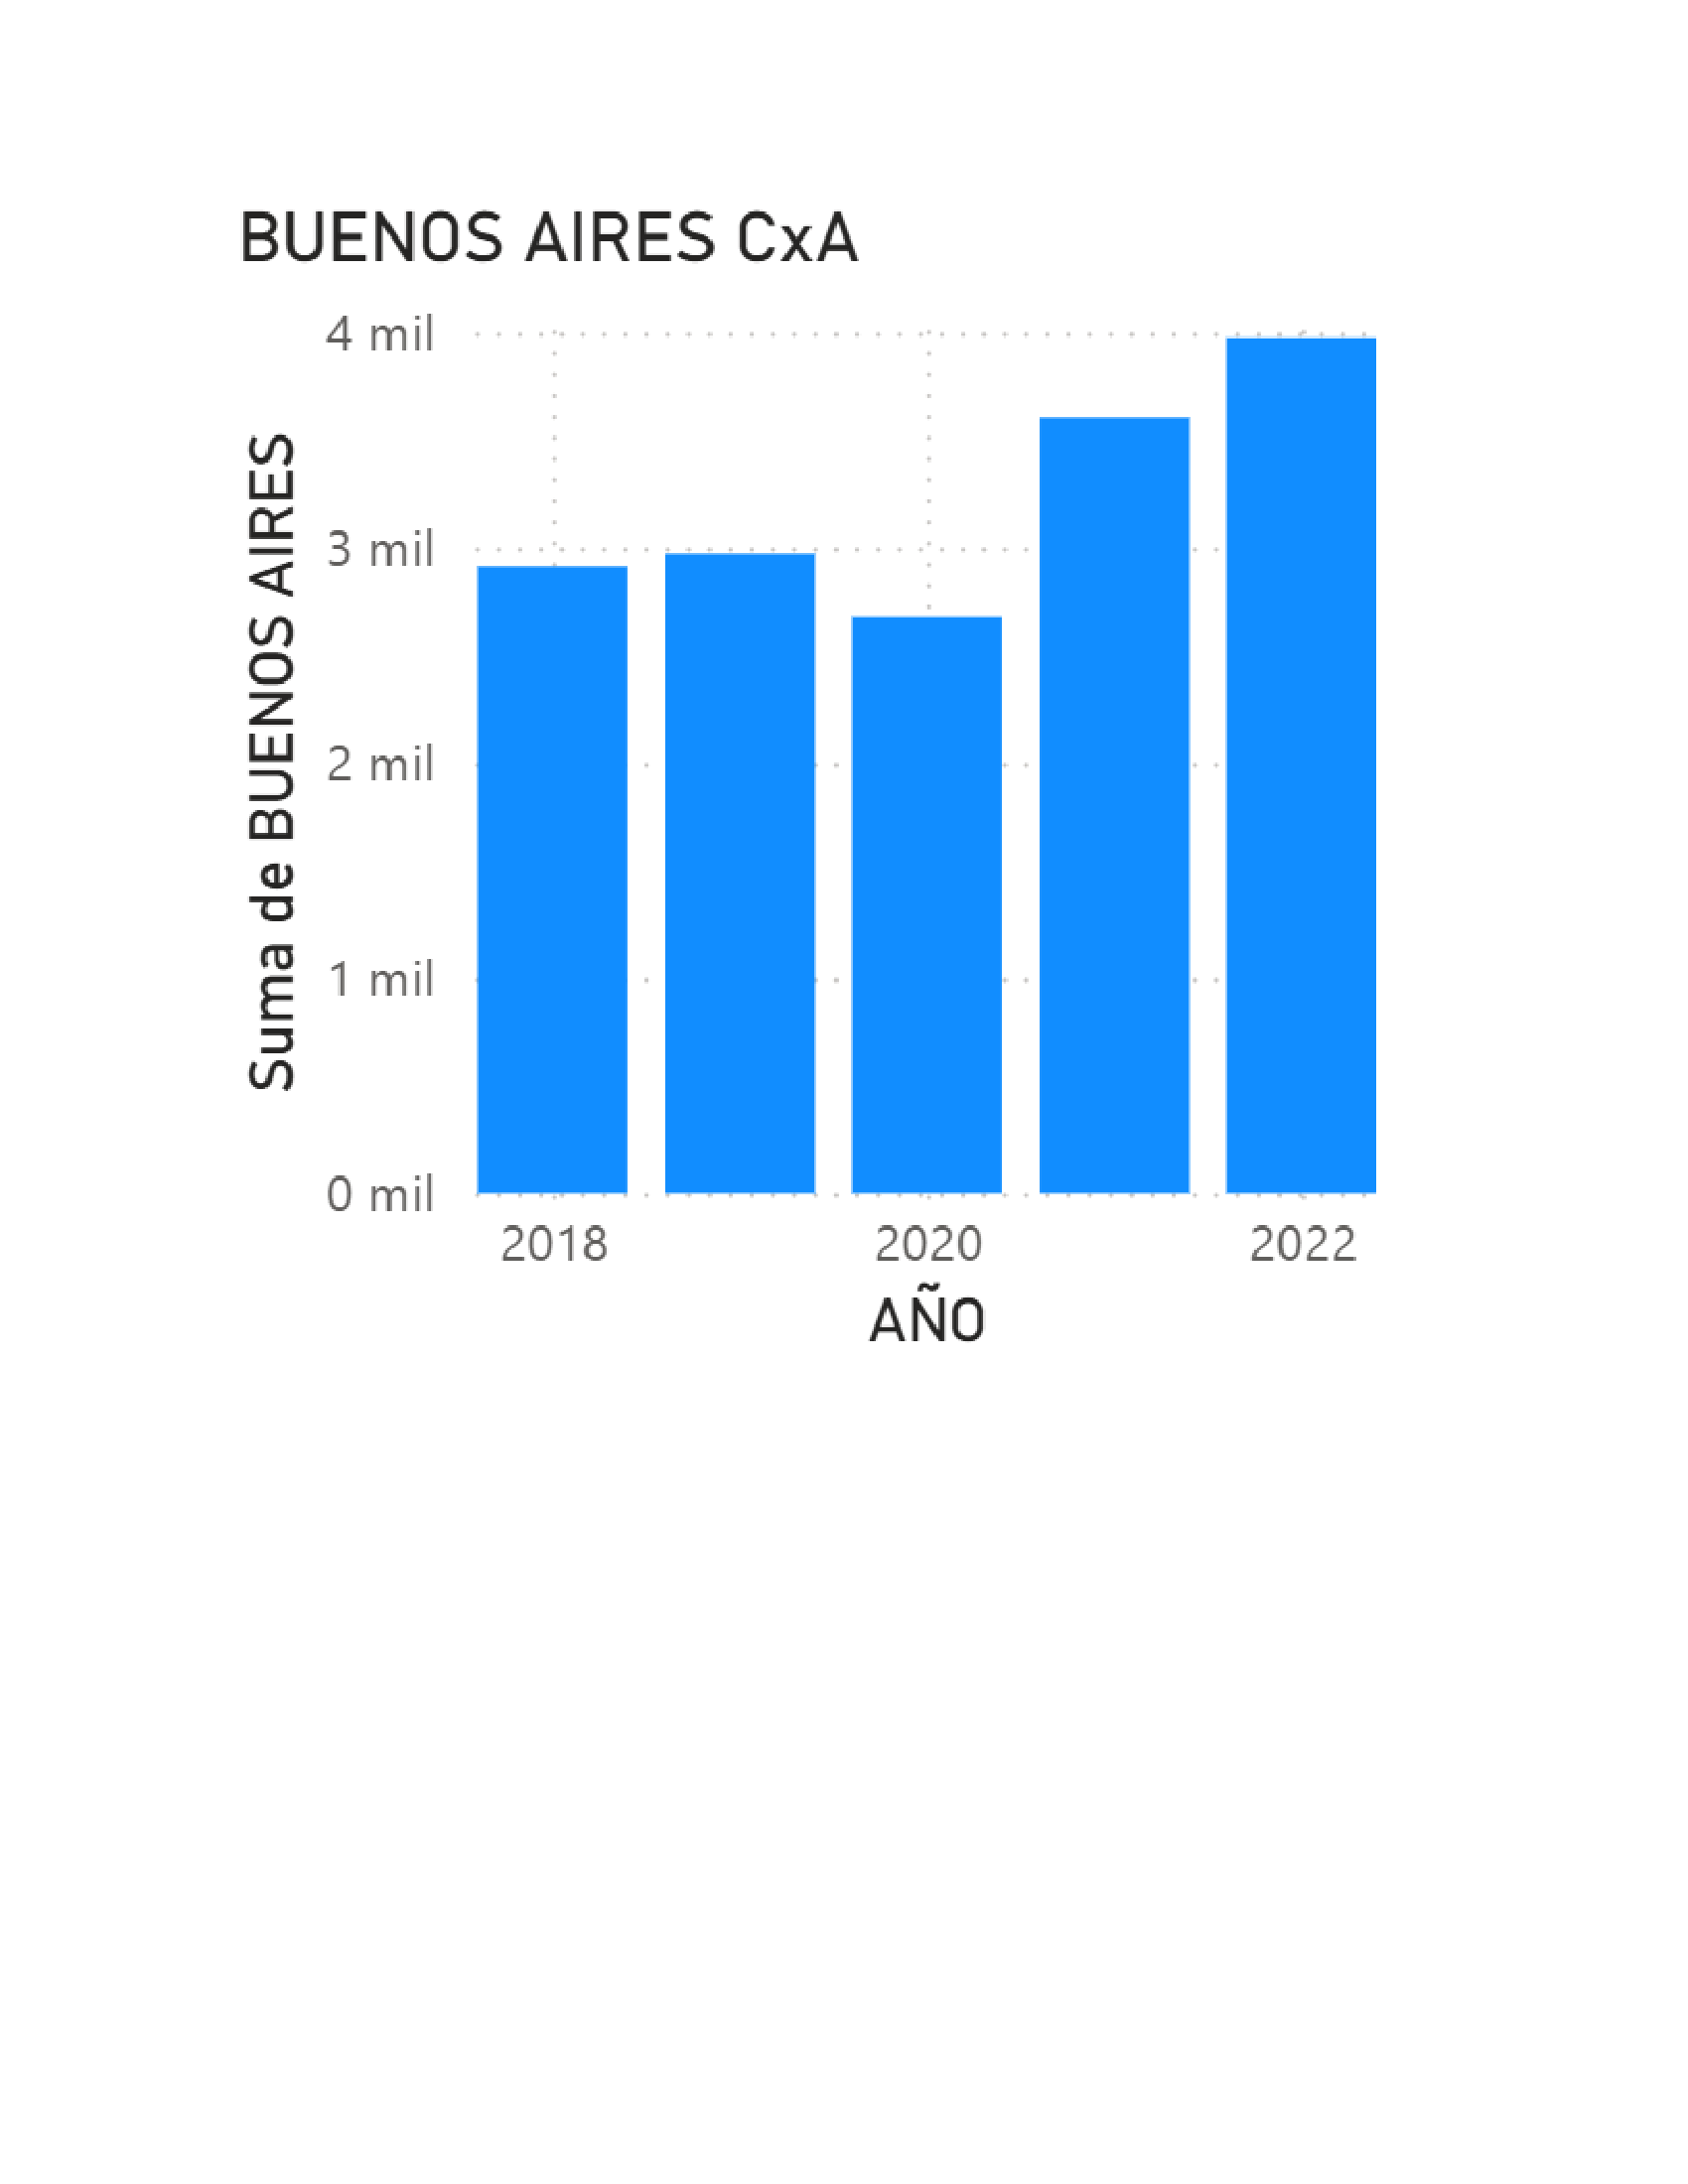 BUENOS AIRES CxA
4 mil
3 mil
2 mil
1 mil
0 mil
Suma de BUENOS AIRES
2018
2020
2022
AÑO